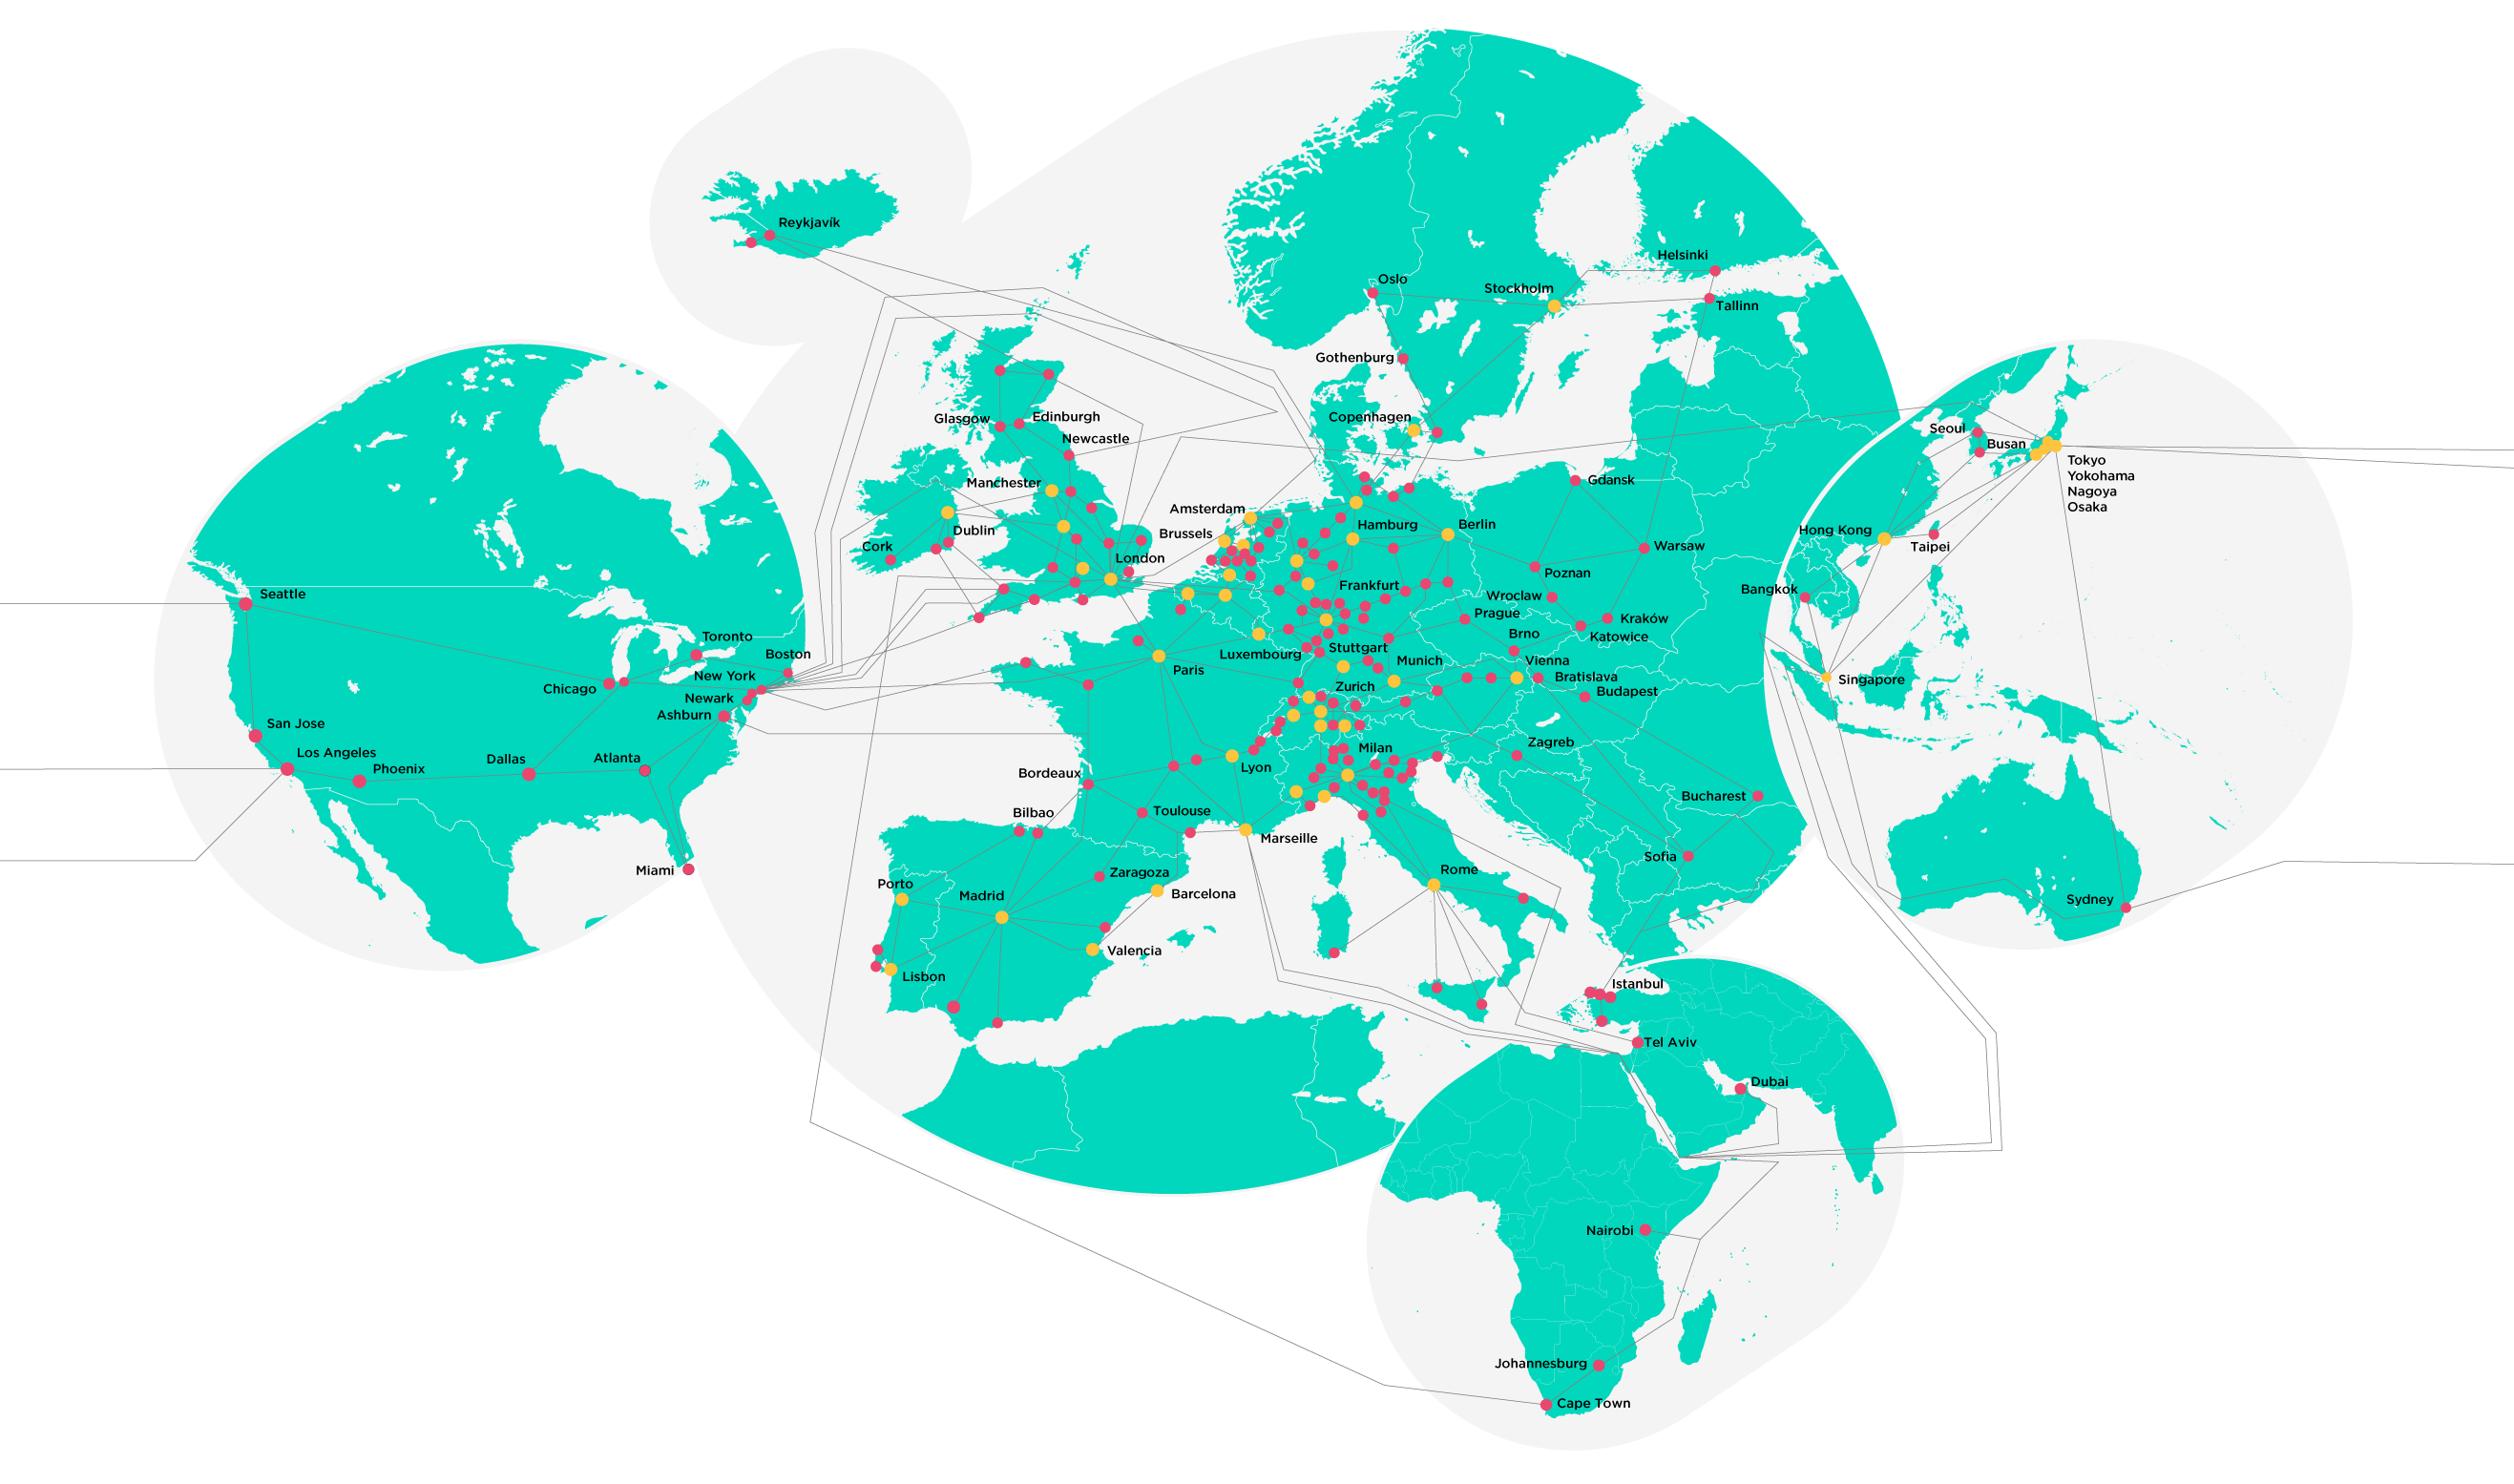 Reykjavík
Helsinki
Oslo
Stockholm
Tallinn
Gothenburg
Copenhagen
Glasgow
Edinburgh
Newcastle
Manchester
Dublin
Cork
London
Amsterdam
Brussels
Hamburg
Berlin
Gdansk
Warsaw
Poznan
Frankfurt
Wroclaw
Prague
Kraków
Katowice
Brno
Luxembourg
Stuttgart
Munich
Vienna
Bratislava
Budapest
Paris
Zurich
Zagreb
Milan
Lyon
Bordeaux
Bucharest
Toulouse
Bilbao
Marseille
Sofia
Rome
Zaragoza
Porto
Madrid
Barcelona
Valencia
Lisbon
Istanbul
Tel Aviv
Dubai
Nairobi
Johannesburg
Cape Town
Seattle
Toronto
Boston
New York
Chicago
Newark
Ashburn
San Jose
Los Angeles
Phoenix
Dallas
Atlanta
Miami
Seoul
Busan
Tokyo
Yokohama
Nagoya
Osaka
Hong Kong
Taipei
Bangkok
Singapore
Sydney